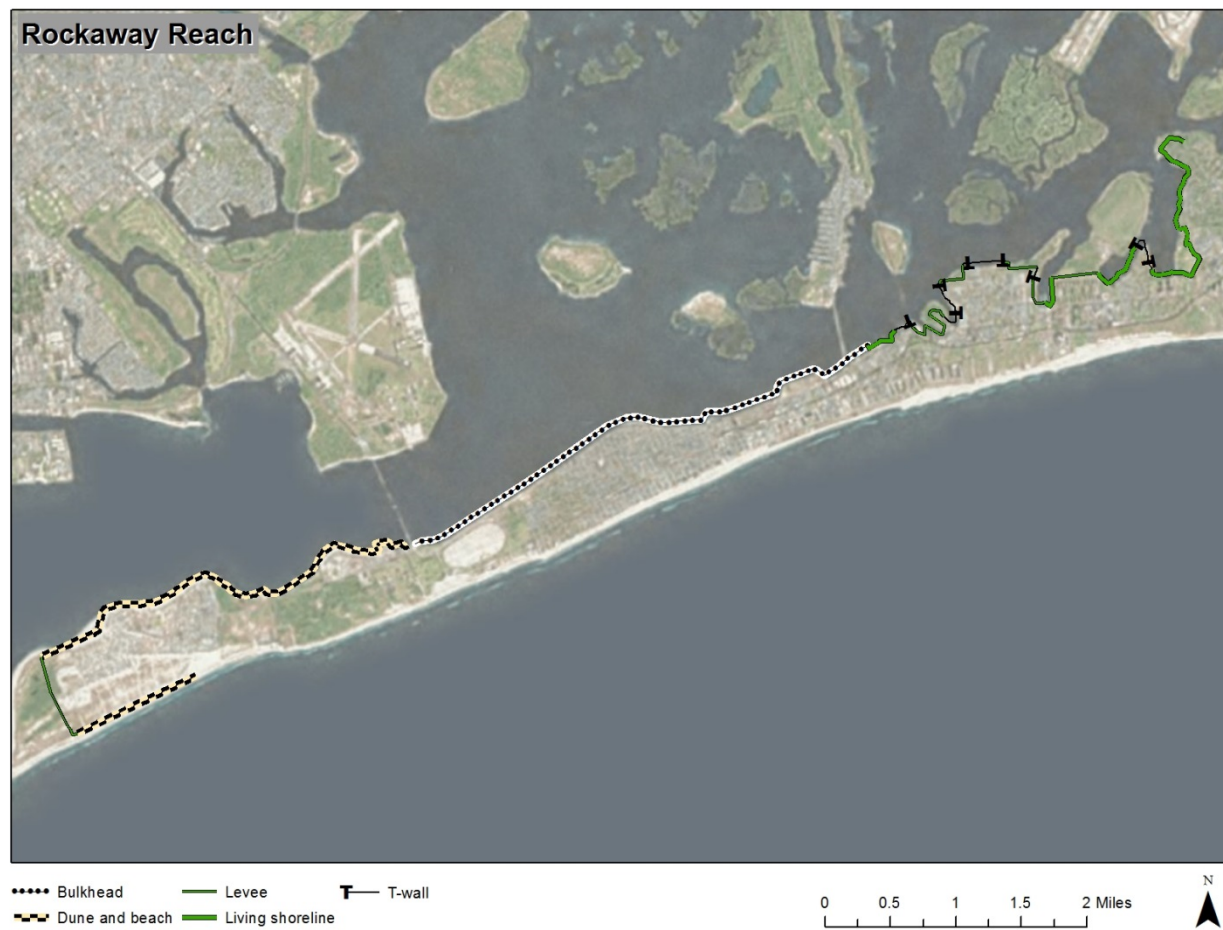 Rockaway Reach
Bulkhead Levee T-wall
Dune and beach Living shoreline
0 0.5 1 1.5 2 Miles
N